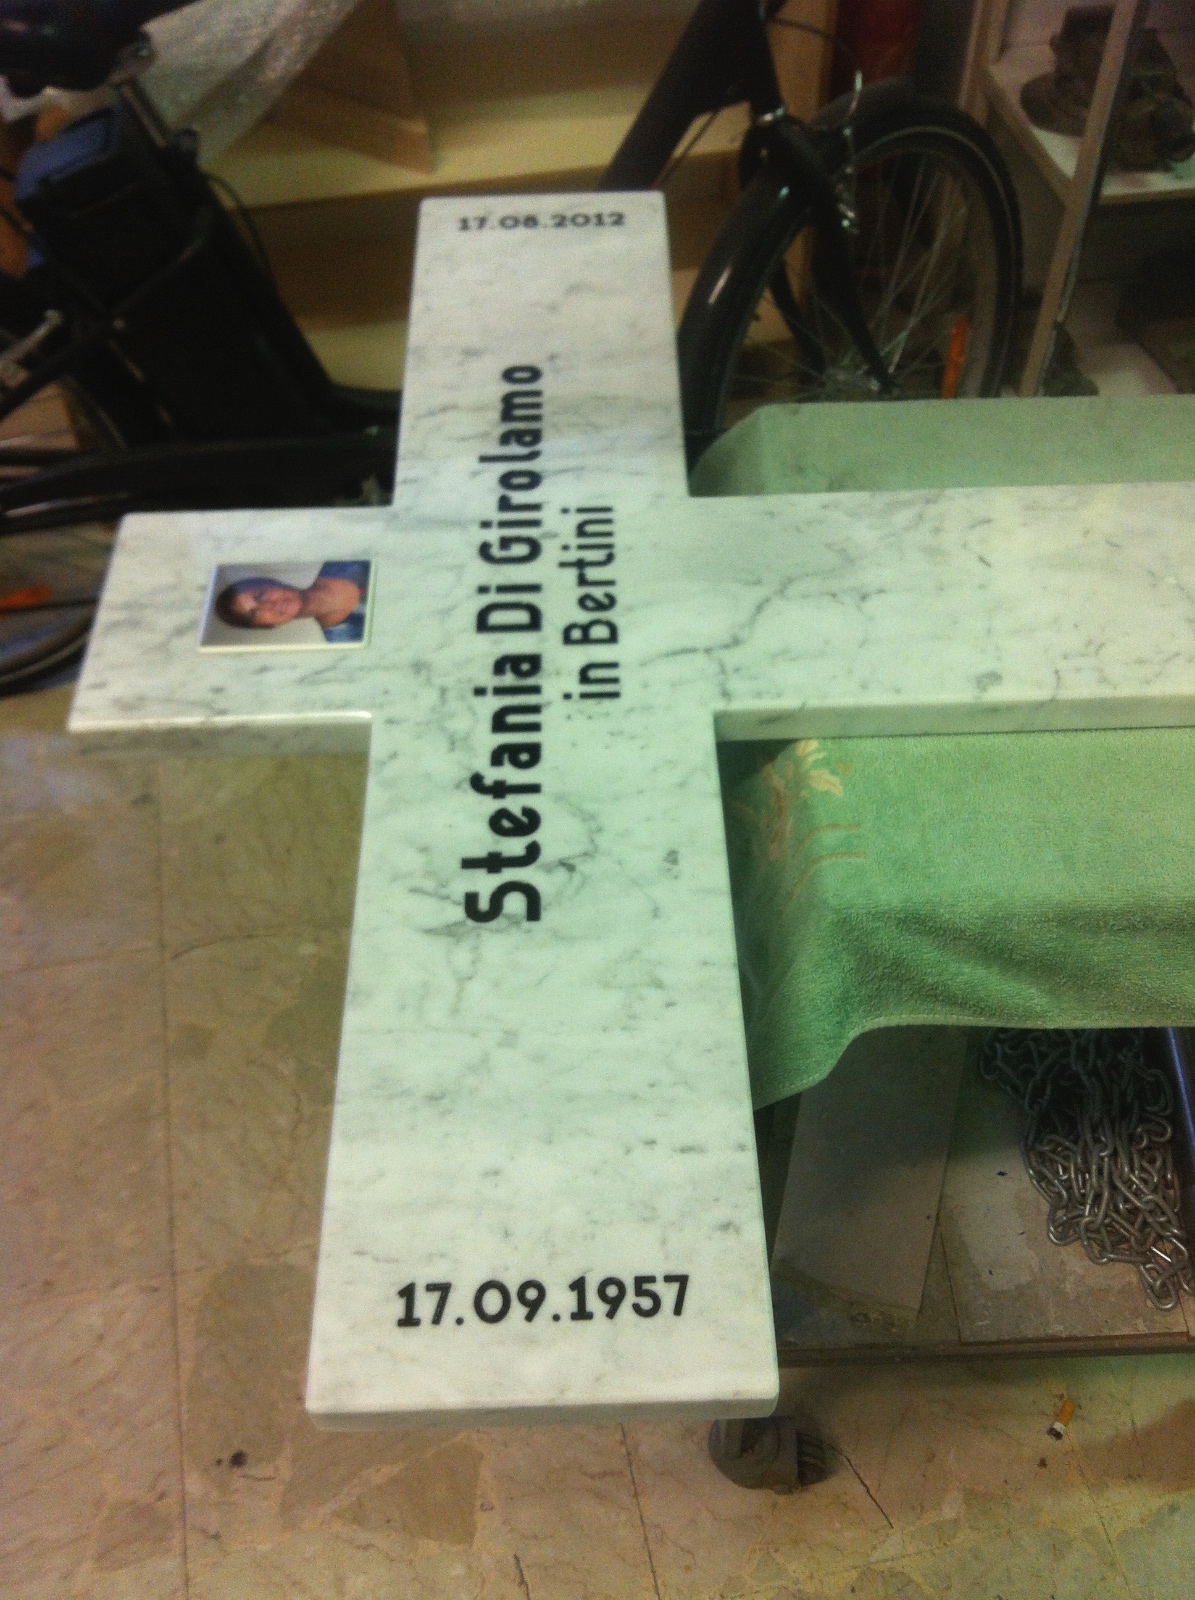 Stefania Di Girolamo
in Bertini
17.09.1957
17.08.2012